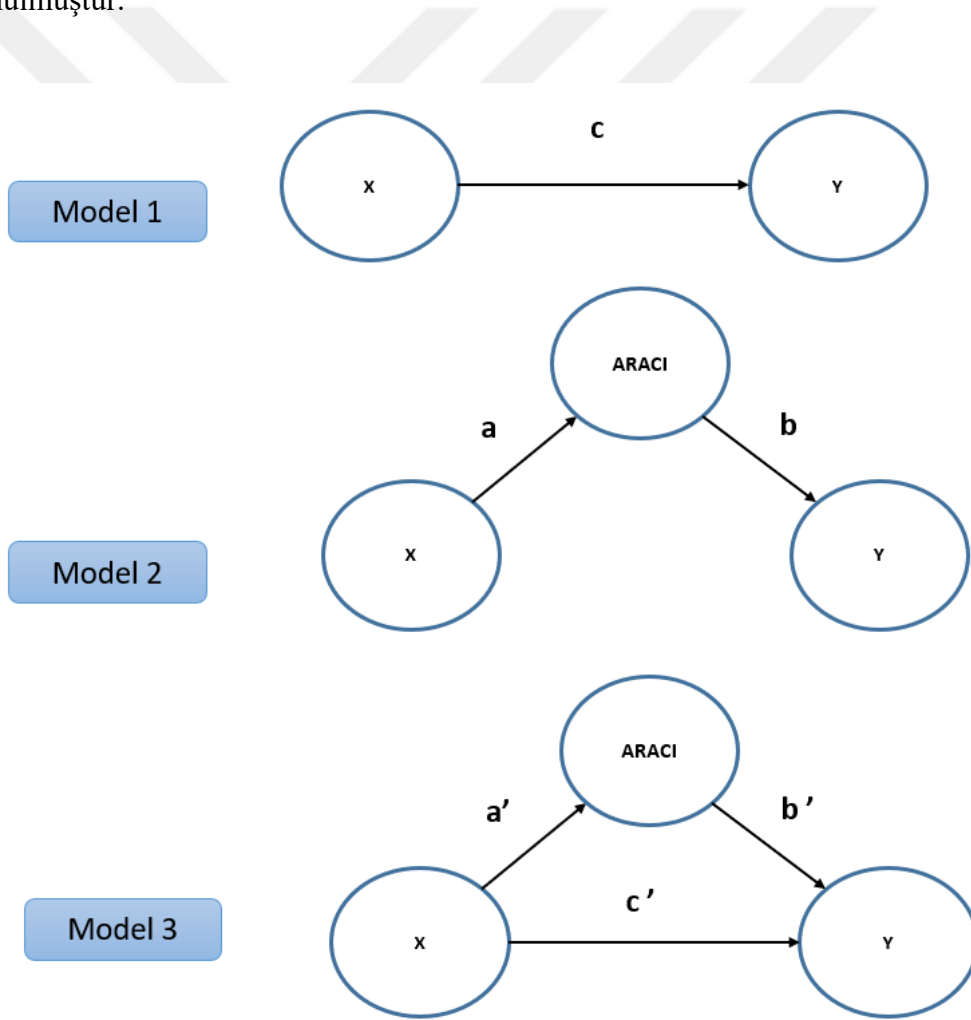 c
X Y
Model 1
ARACI
a b
X Y
Model 2
ARACI
a’ b ’
c ’
Model 3 X Y